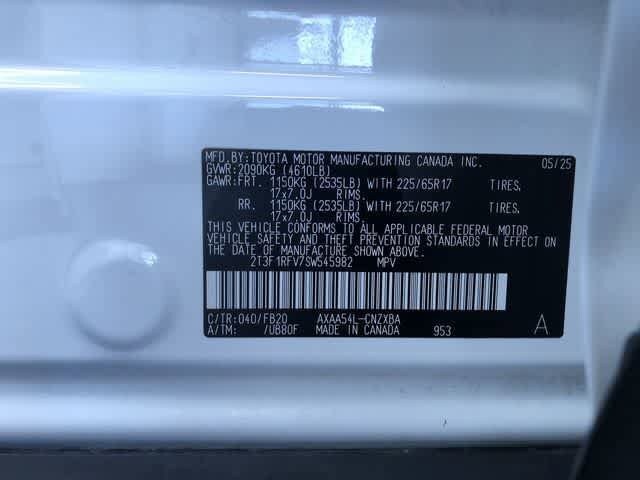 MFD.BY:TOYOTA MOTOR MANUFACTURING CANADA INC. 05/25
GVWR:2090KG (4610LB)
GAWR:FRT. 1150KG (2535LB) WITH 225/65R17 TIRES,
17x7.0J RIMS.
RR. 1150KG (2535LB) WITH 225/65R17 TIRES,
17x7.0J RIMS.
THIS VEHICLE CONFORMS TO ALL APPLICABLE FEDERAL MOTOR
VEHICLE SAFETY AND THEFT PREVENTION STANDARDS IN EFFECT
ON THE DATE OF MANUFACTURE SHOWN ABOVE.
2T3F1RFV7SW545982 MPV
C/TR:040/FB20 AXAA54L-CNZXBA
A/TM: /UB80F MADE IN CANADA 953 A